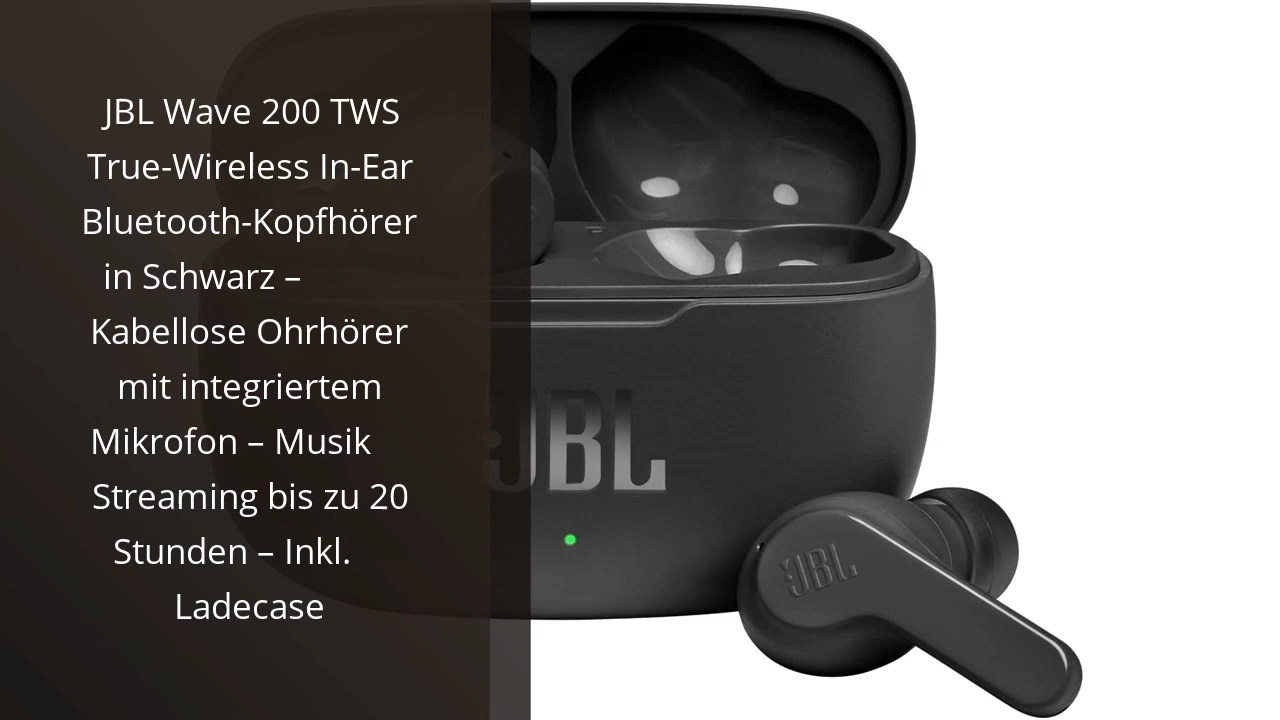 JBL Wave 200 TWS
True-Wireless In-Ear
Bluetooth-Kopfhörer
in Schwarz –
Kabellose Ohrhörer
mit integriertem
Mikrofon – Musik
Streaming bis zu 20
Stunden – Inkl.
Ladecase
JBL
JBL